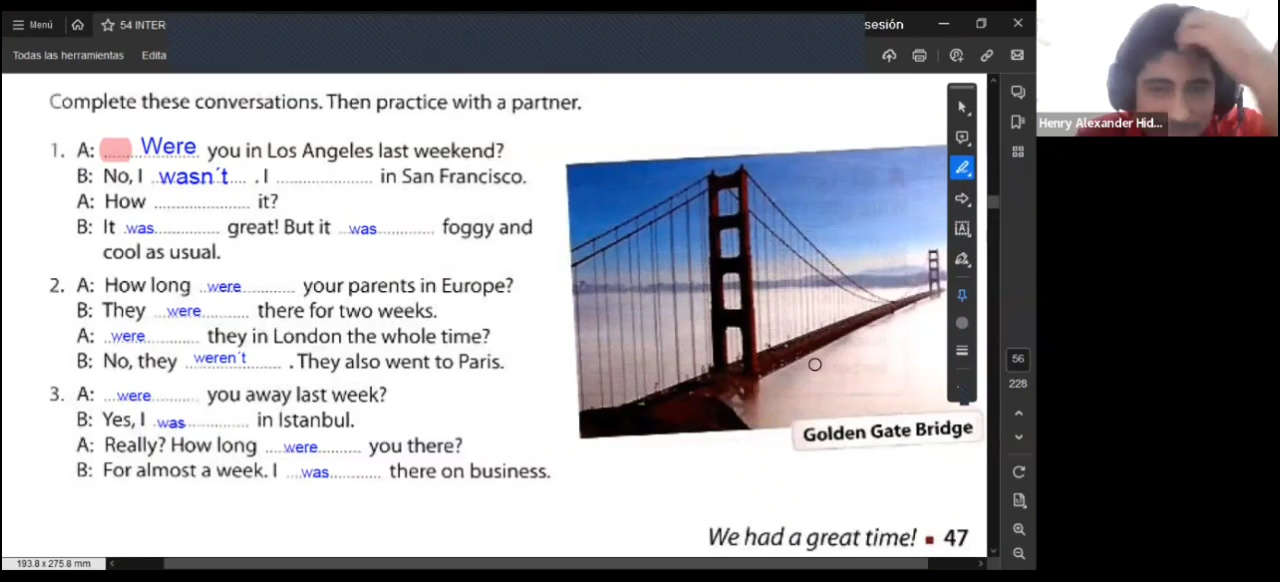 Menú
54 INTER
sesión
Todas las herramientas
Edita
Complete these conversations. Then practice with a partner.
1. A: ......Were you in Los Angeles last weekend?
B: No, I ..wasn´t.... . I ........................ in San Francisco.
A: How ........................ it?
B: It was............... great! But it ..was............ foggy and
cool as usual.
2. A: How long ..were............ your parents in Europe?
B: They ...were......... there for two weeks.
A: ..were............. they in London the whole time?
B: No, they ..weren´t......... . They also went to Paris.
3. A: ...were........... you away last week?
B: Yes, I .was............... in Istanbul.
A: Really? How long ....were.......... you there?
B: For almost a week. I ...was............ there on business.
Golden Gate Bridge
We had a great time! ■ 47
56
228
193.8 x 275.8 mm
Henry Alexander Hid...